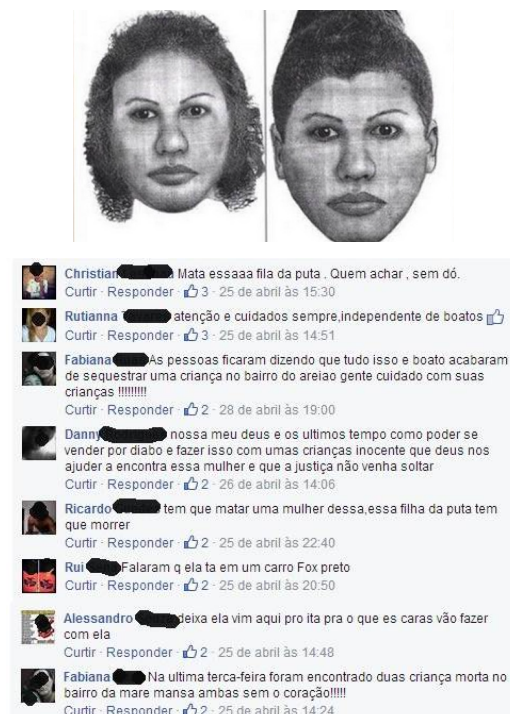 Christian Mata essaaa fila da puta . Quem achar , sem dó.
Curtir · Responder · 3 · 25 de abril às 15:30
Rutianna atenção e cuidados sempre,independente de boatos
Curtir · Responder · 3 · 25 de abril às 14:51
Fabiana As pessoas ficaram dizendo que tudo isso e boato acabaram
de sequestrar uma criança no bairro do areiao gente cuidado com suas
crianças !!!!!!!!!
Curtir · Responder · 2 · 28 de abril às 19:00
Danny nossa meu deus e os ultimos tempo como poder se
vender por diabo e fazer isso com umas crianças inocente que deus nos
ajuder a encontra essa mulher e que a justiça não venha soltar
Curtir · Responder · 2 · 26 de abril às 14:06
Ricardo tem que matar uma mulher dessa,essa filha da puta tem
que morrer
Curtir · Responder · 2 · 25 de abril às 22:40
Rui Falaram q ela ta em um carro Fox preto
Curtir · Responder · 2 · 25 de abril às 20:50
Alessandro deixa ela vim aqui pro ita pra o que es caras vão fazer
com ela
Curtir · Responder · 2 · 25 de abril às 14:48
Fabiana Na ultima terca-feira foram encontrado duas criança morta no
bairro da mare mansa ambas sem o coração!!!!!
Curtir · Responder · 2 · 25 de abril às 14:24